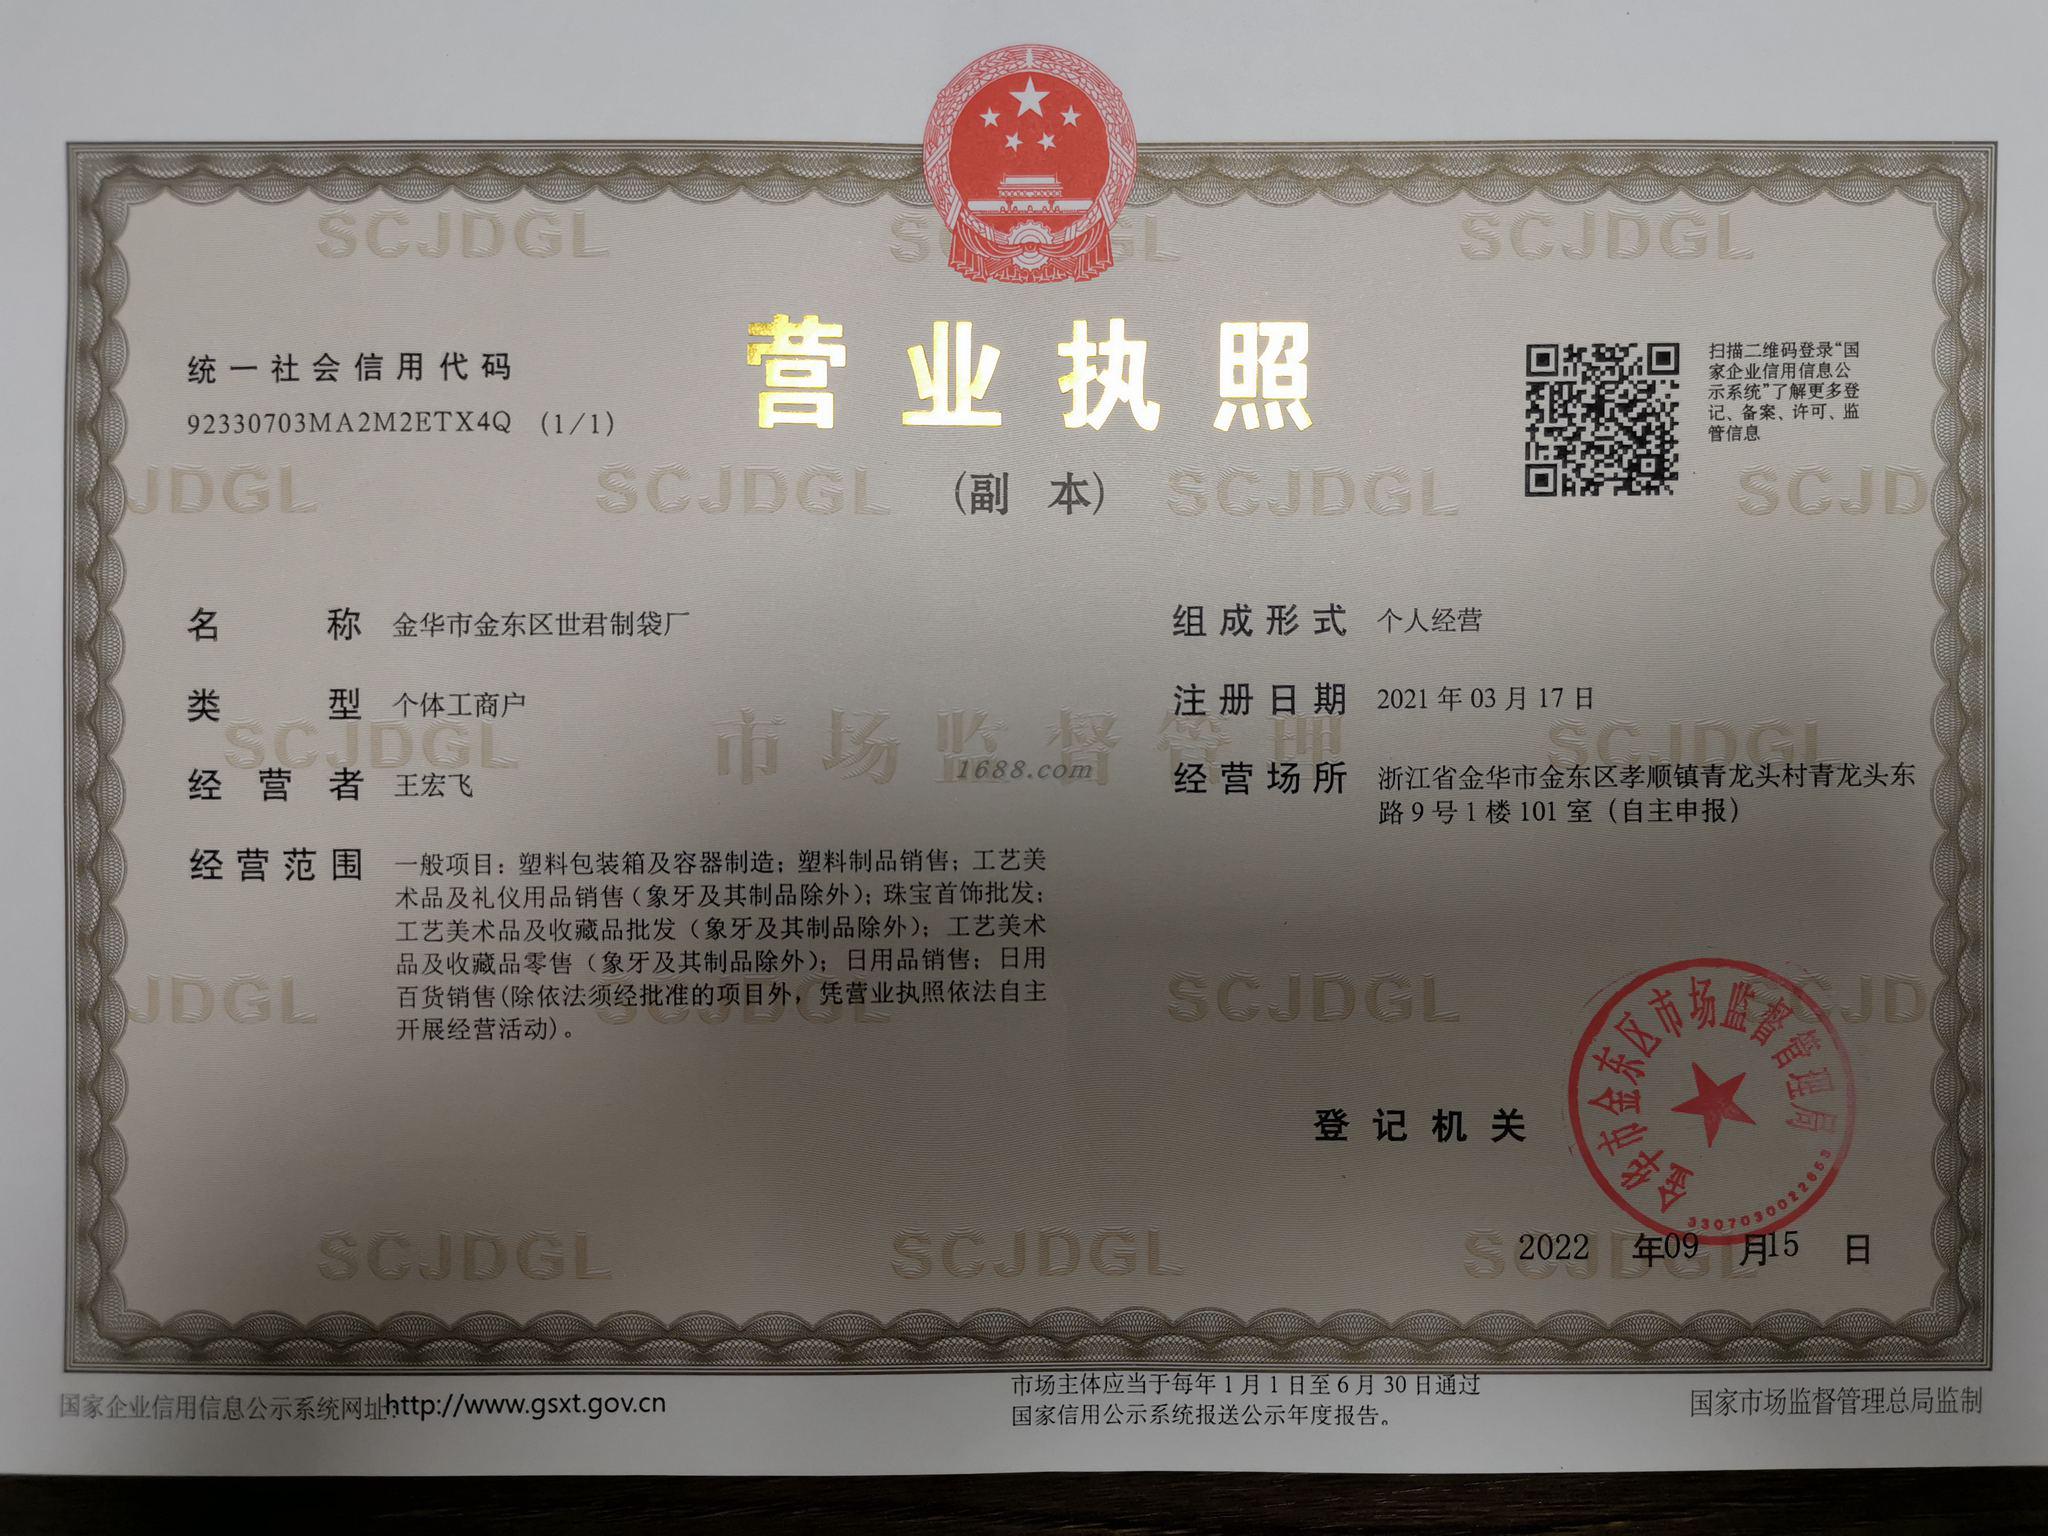 统一社会信用代码
92330703MA2M2ETX4Q (1/1)
营业执照
(副 本)
扫描二维码登录“国
家企业信用信息公
示系统”了解更多登
记、备案、许可、监
管信息
名 称 金华市金东区世君制袋厂
类 型 个体工商户
经营者 王宏飞
经营范围 一般项目：塑料包装箱及容器制造；塑料制品销售；工艺美
术品及礼仪用品销售（象牙及其制品除外）；珠宝首饰批发；
工艺美术品及收藏品批发（象牙及其制品除外）；工艺美术
品及收藏品零售（象牙及其制品除外）；日用品销售；日用
百货销售(除依法须经批准的项目外，凭营业执照依法自主
开展经营活动)。
组成形式 个人经营
注册日期 2021 年 03 月 17 日
经营场所 浙江省金华市金东区孝顺镇青龙头村青龙头东
路 9 号 1 楼 101 室（自主申报）
市场监督管理
1688.com
SCJDGL
登记机关
金华市金东区市场监督管理局
3307030022653
2022 年09 月15 日
国家企业信用信息公示系统网址：http://www.gsxt.gov.cn
市场主体应当于每年 1 月 1 日至 6 月 30 日通过
国家信用公示系统报送公示年度报告。
国家市场监督管理总局监制